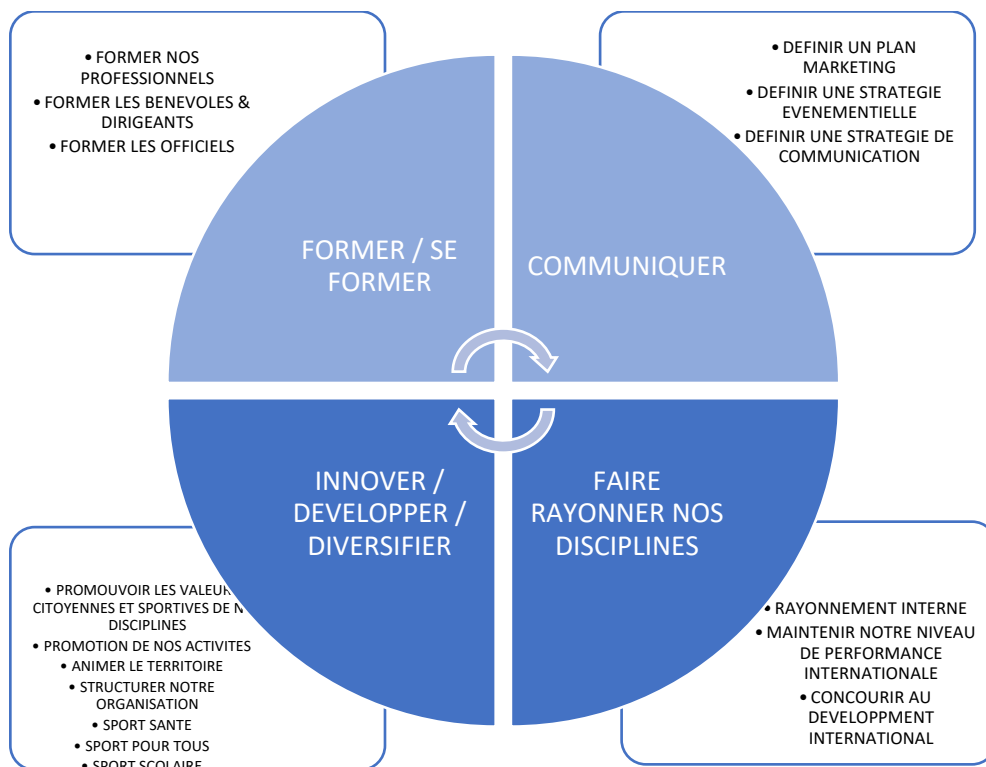 • FORMER NOS
PROFESSIONNELS
• FORMER LES BENEVOLES &
DIRIGEANTS
• FORMER LES OFFICIELS
• DEFINIR UN PLAN
MARKETING
• DEFINIR UNE STRATEGIE
EVENEMENTIELLE
• DEFINIR UNE STRATEGIE DE
COMMUNICATION
FORMER / SE
FORMER
COMMUNIQUER
INNOVER /
DEVELOPPER /
DIVERSIFIER
FAIRE
RAYONNER NOS
DISCIPLINES
• PROMOUVOIR LES VALEUR
CITOYENNES ET SPORTIVES DE
DISCIPLINES
• PROMOTION DE NOS ACTIVITES
• ANIMER LE TERRITOIRE
• STRUCTURER NOTRE
ORGANISATION
• SPORT SANTE
• SPORT POUR TOUS
• SPORT SCOLAIRE
• RAYONNEMENT INTERNE
• MAINTENIR NOTRE NIVEAU
DE PERFORMANCE
INTERNATIONALE
• CONCOURIR AU
DEVELOPPMENT
INTERNATIONAL